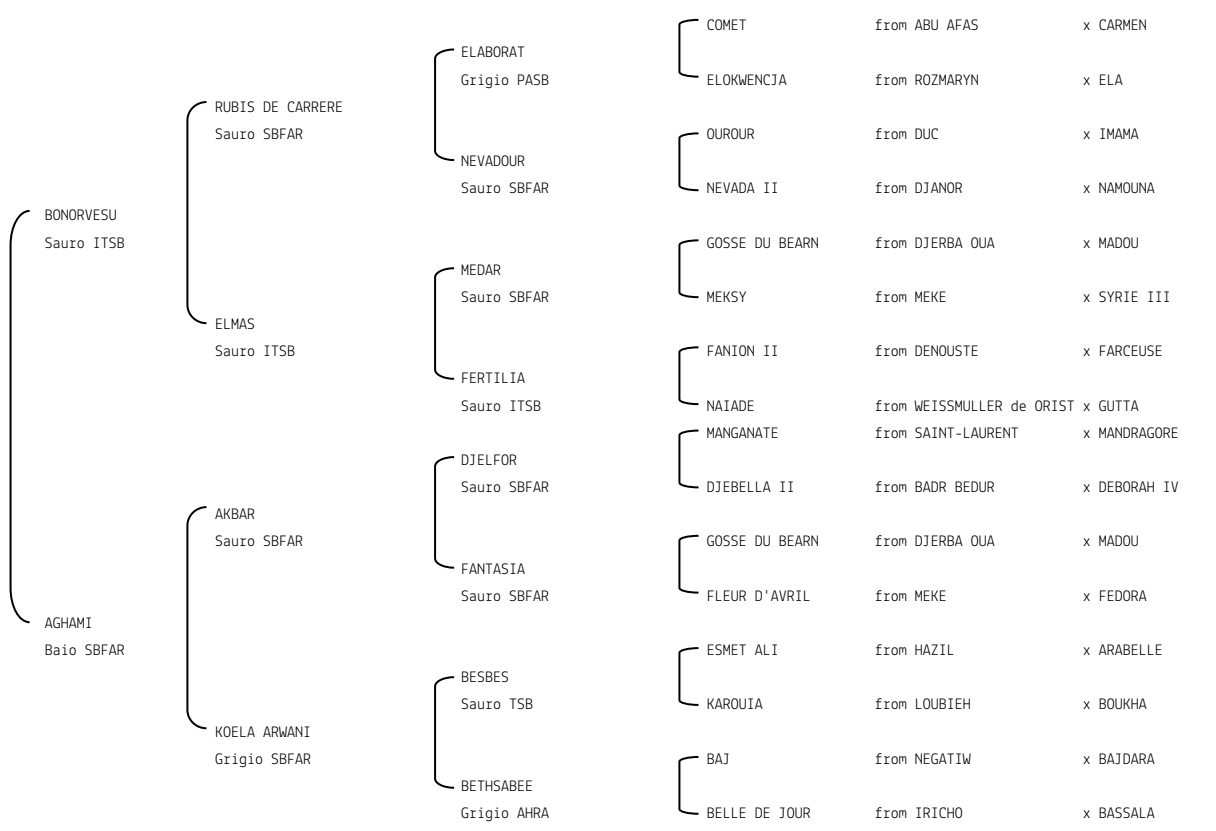 COMET from ABU AFAS x CARMEN
ELABORAT
Grigio PASB ELOKWENCJA from ROZMARYN x ELA
RUBIS DE CARRERE
Sauro SBFAR OUROUR from DUC x IMAMA
NEVADOUR
Sauro SBFAR NEVADA II from DJANOR x NAMOUNA
BONORVESU
Sauro ITSB GOSSE DU BEARN from DJERBA OUA x MADOU
MEDAR
Sauro SBFAR MEKSY from MEKE x SYRIE III
ELMAS
Sauro ITSB FANION II from DENOUSTE x FARCEUSE
FERTILIA
Sauro ITSB NAIADE from WEISSMULLER de ORIST x GUTTA
MANGANATE from SAINT-LAURENT x MANDRAGORE
DJELFOR
Sauro SBFAR DJEBELLA II from BADR BEDUR x DEBORAH IV
AKBAR
Sauro SBFAR GOSSE DU BEARN from DJERBA OUA x MADOU
FANTASIA
Sauro SBFAR FLEUR D'AVRIL from MEKE x FEDORA
AGHAMI
Baio SBFAR ESMET ALI from HAZIL x ARABELLE
BESBES
Sauro TSB KAROUIA from LOUBIEH x BOUKHA
KOELA ARWANI
Grigio SBFAR BAJ from NEGATIW x BAJDARA
BETHSABEE
Grigio AHRA BELLE DE JOUR from IRICHO x BASSALA